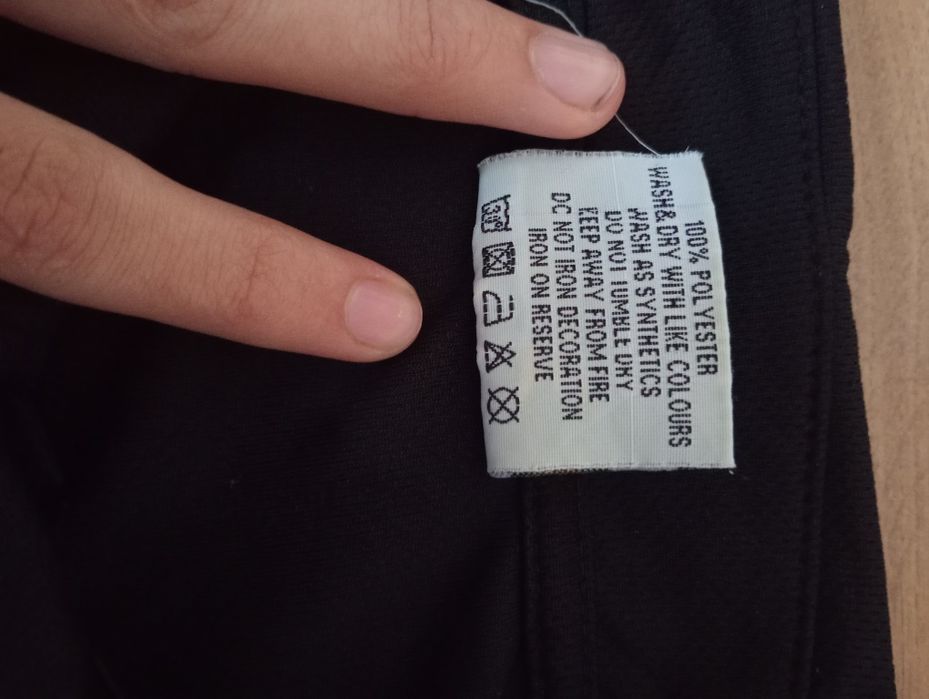 100% POLYESTER
WASH & DRY WITH LIKE COLOURS
WASH AS SYNTHETICS
DO NOT TUMBLE DRY
KEEP AWAY FROM FIRE
DC NOT IRON DECORATION
IRON ON RESERVE
30°